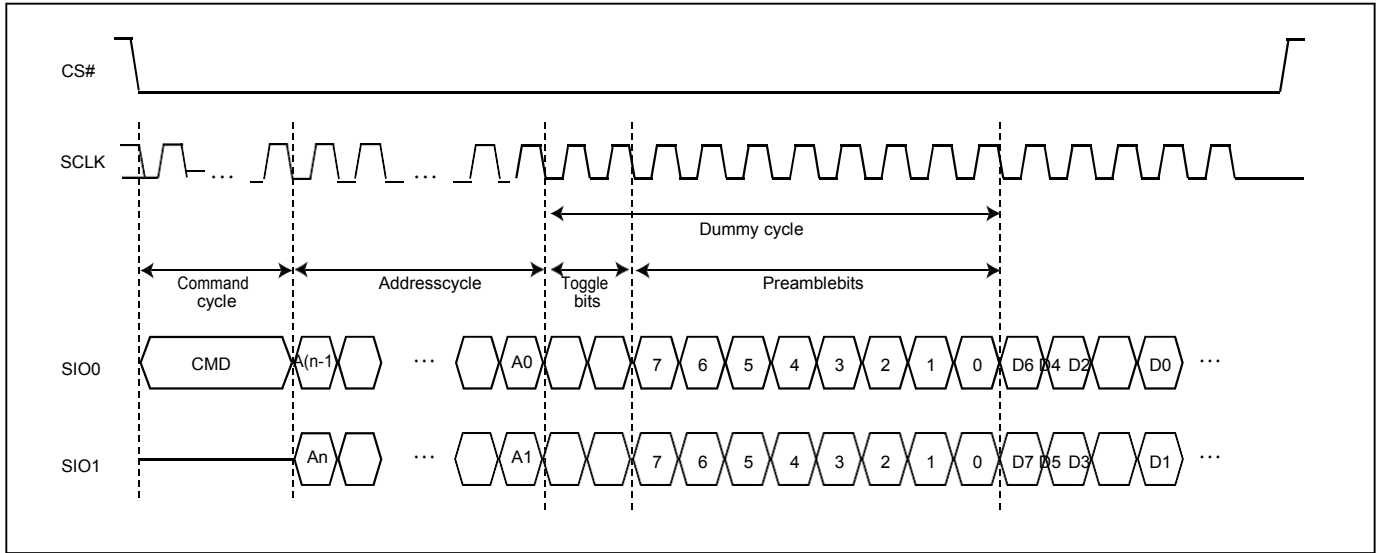 CS#
SCLK ... ...
Dummy cycle
Command cycle
Addresscycle
Toggle bits
Preamblebits
SIO0 CMD A(n-1 ... A0 7 6 5 4 3 2 1 0 D6 D4 D2 D0 ...
SIO1 An ... A1 7 6 5 4 3 2 1 0 D7 D5 D3 D1 ...